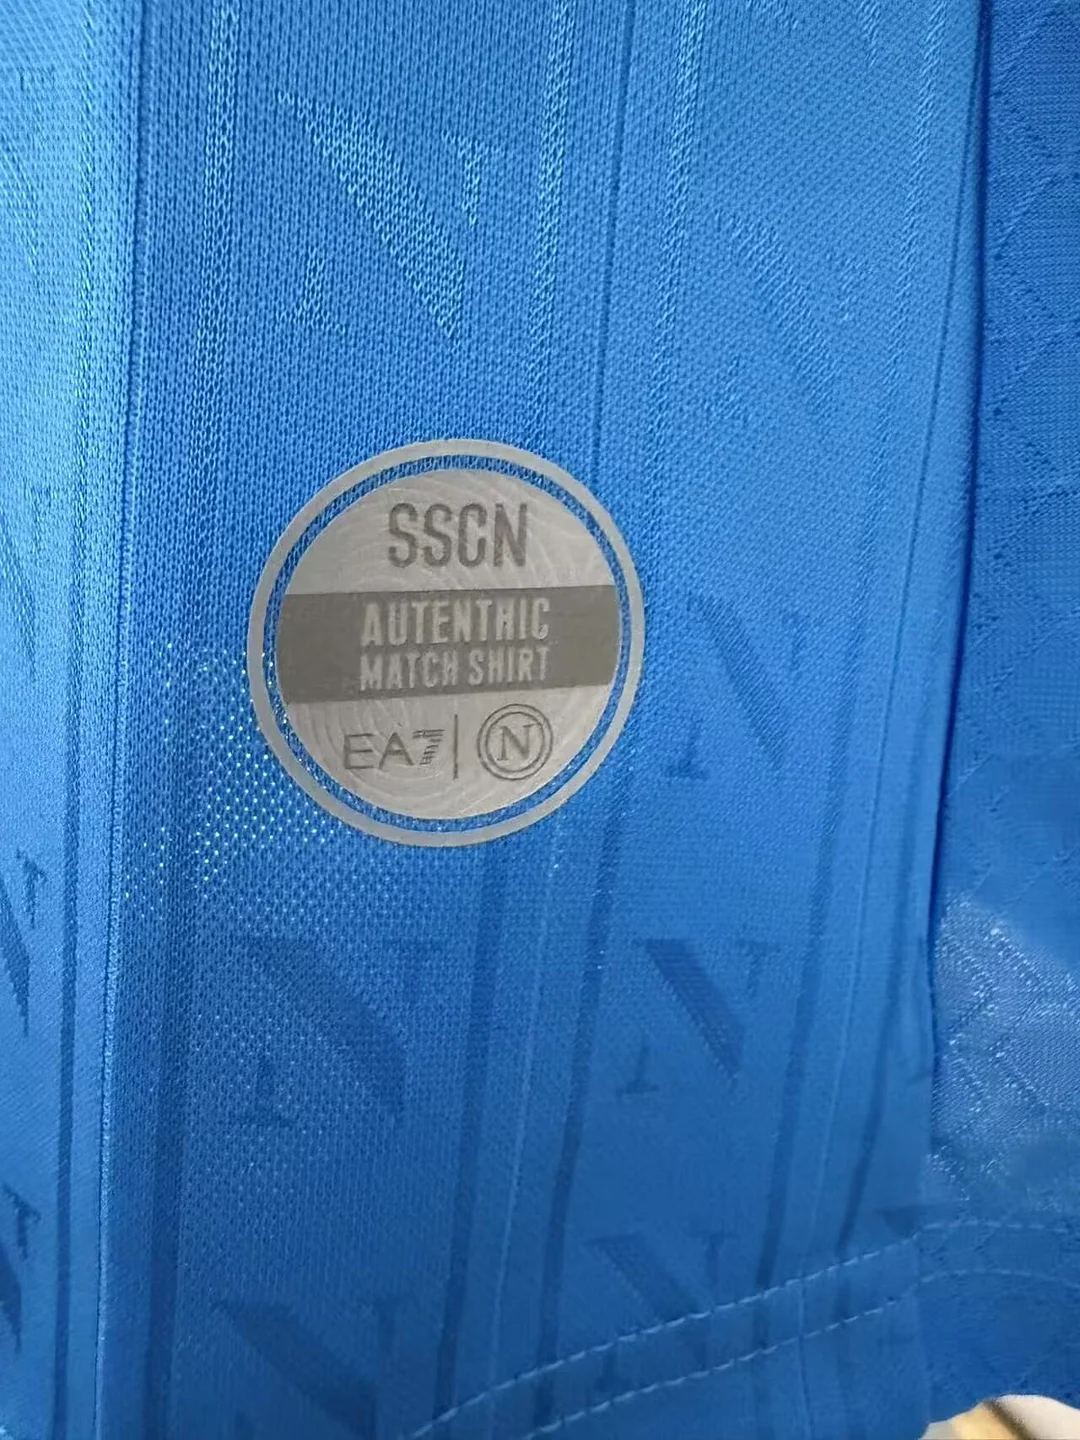 SSCN
AUTENTHIC
MATCH SHIRT
EA7 | N